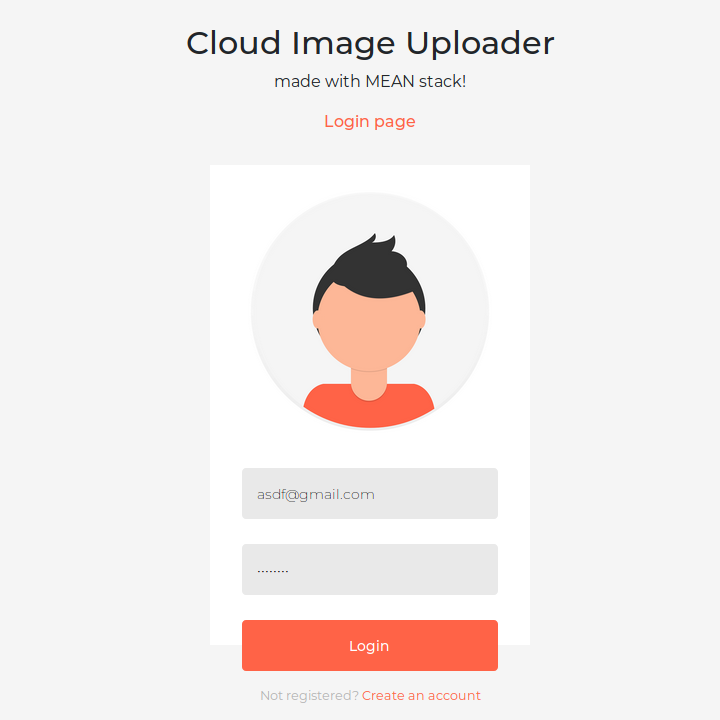 Cloud Image Uploader
made with MEAN stack!
Login page
asdf@gmail.com
········
Login
Not registered? Create an account